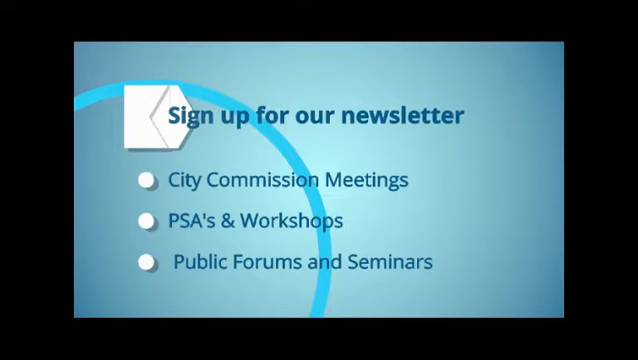 Sign up for our newsletter
City Commission Meetings
PSA's & Workshops
Public Forums and Seminars